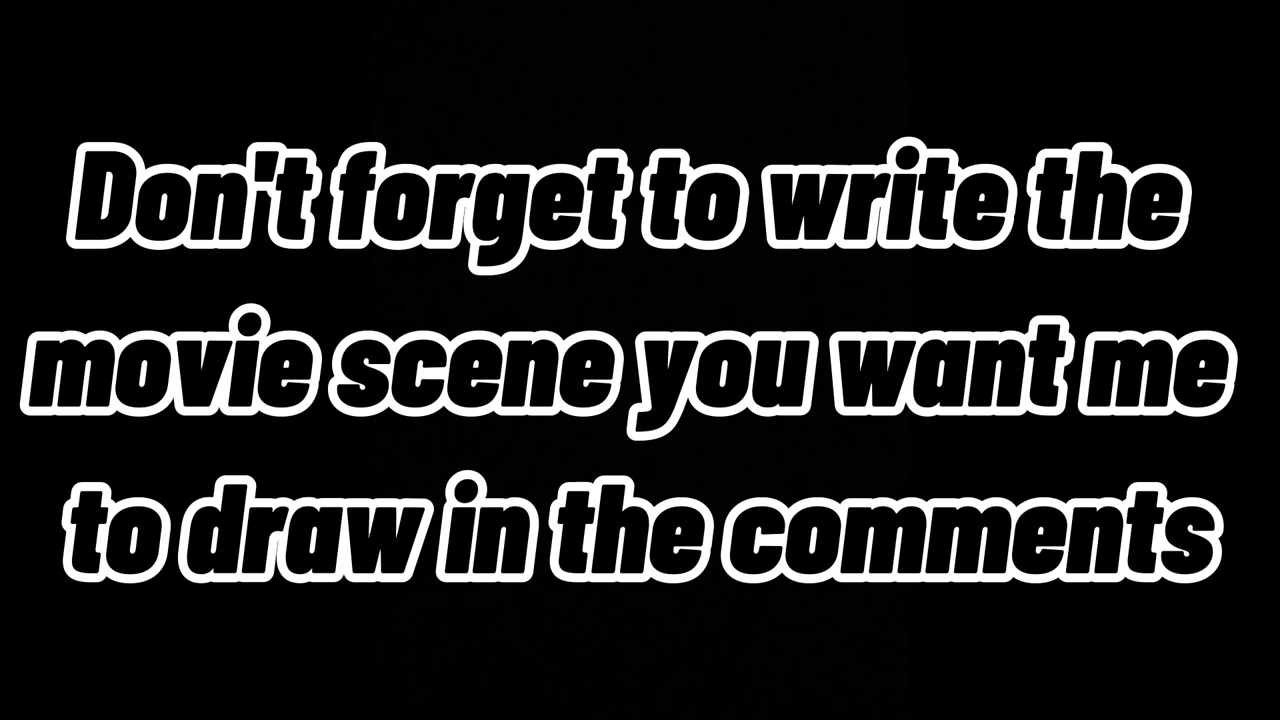 Don't forget to write the
movie scene you want me
to draw in the comments